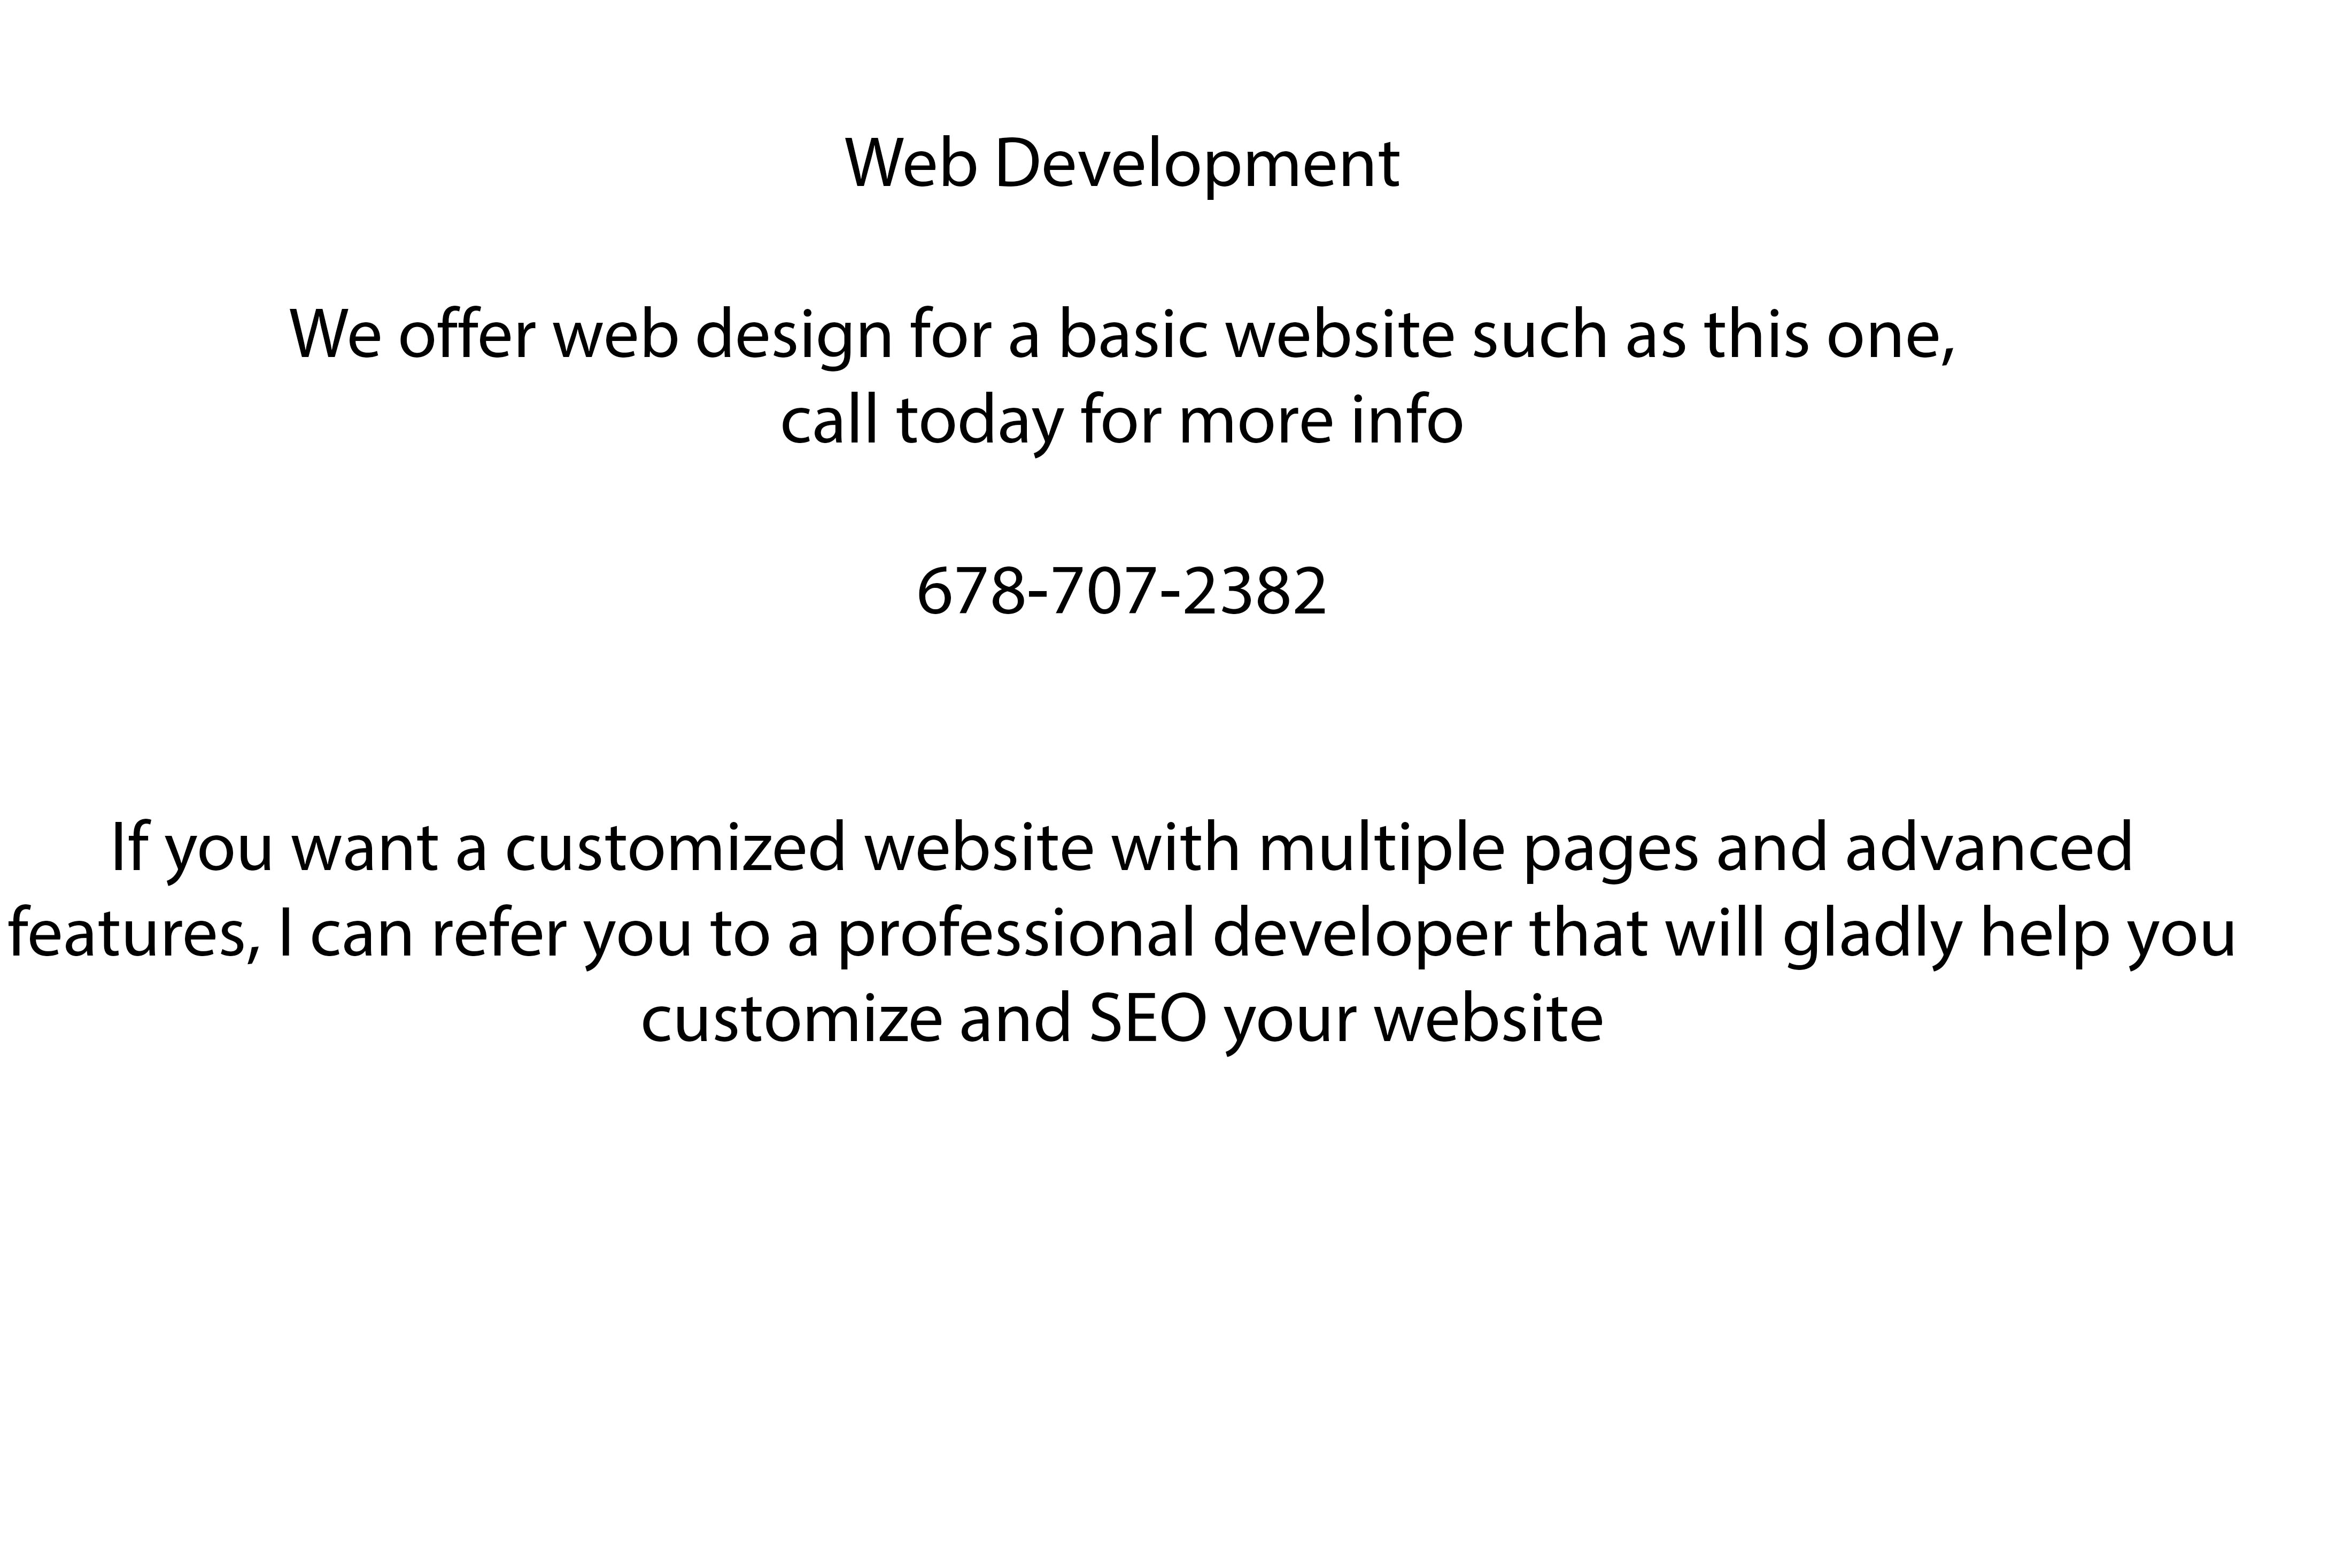 Web Development
We offer web design for a basic website such as this one,
call today for more info
678-707-2382
If you want a customized website with multiple pages and advanced
features, I can refer you to a professional developer that will gladly help you
customize and SEO your website